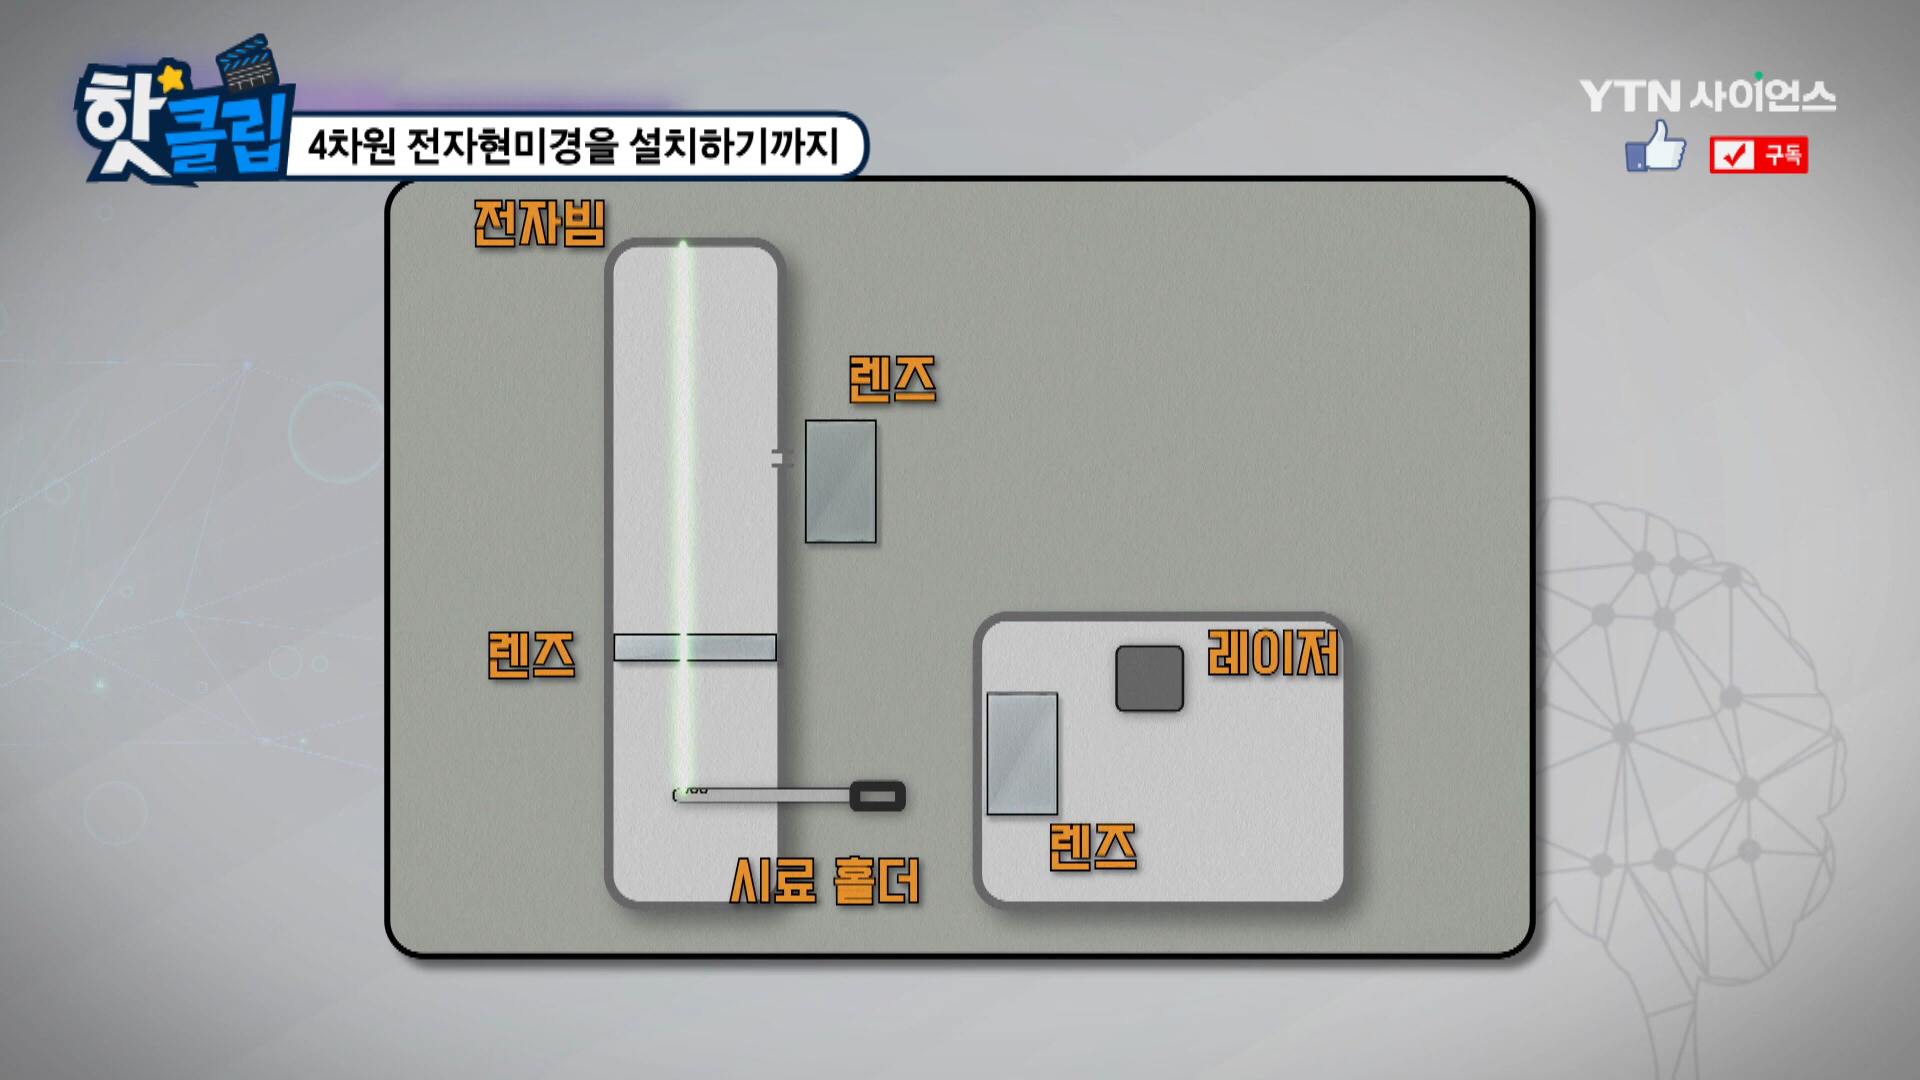 핫클립
4차원 전자현미경을 설치하기까지
YTN 사이언스
구독
전자빔
렌즈
렌즈
레이저
렌즈
시료 홀더